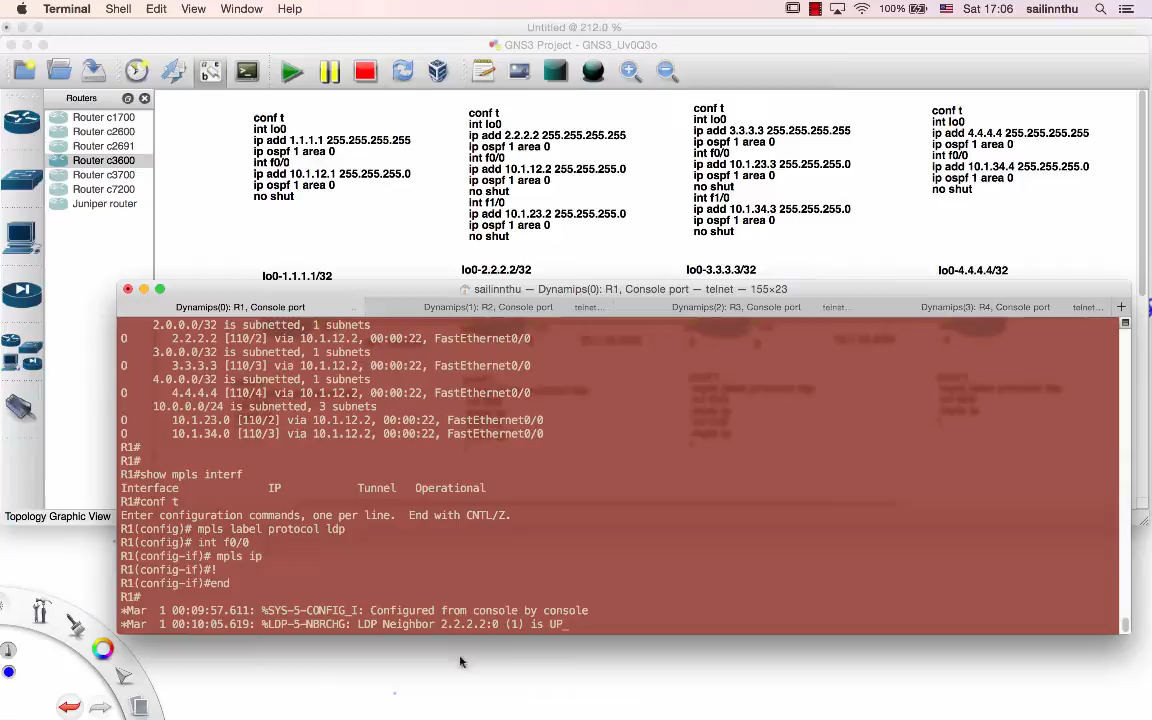 Terminal Shell Edit View Window Help 100% Sat 17:06 sailinnthu
Untitled @ 212.0 %
GNS3 Project - GNS3_Uv0Q3o
Routers
Router c1700
Router c2600
Router c2691
Router c3600
Router c3700
Router c7200
Juniper router
conf t
int lo0
ip add 1.1.1.1 255.255.255.255
ip ospf 1 area 0
int f0/0
ip add 10.1.12.1 255.255.255.0
ip ospf 1 area 0
no shut
conf t
int lo0
ip add 2.2.2.2 255.255.255.255
ip ospf 1 area 0
int f0/0
ip add 10.1.12.2 255.255.255.0
ip ospf 1 area 0
no shut
int f1/0
ip add 10.1.23.2 255.255.255.0
ip ospf 1 area 0
no shut
conf t
int lo0
ip add 3.3.3.3 255.255.255.255
ip ospf 1 area 0
int f0/0
ip add 10.1.23.3 255.255.255.0
ip ospf 1 area 0
no shut
int f1/0
ip add 10.1.34.3 255.255.255.0
ip ospf 1 area 0
no shut
conf t
int lo0
ip add 4.4.4.4 255.255.255.255
ip ospf 1 area 0
int f0/0
ip add 10.1.34.4 255.255.255.0
ip ospf 1 area 0
no shut
lo0-1.1.1.1/32
lo0-2.2.2.2/32
lo0-3.3.3.3/32
lo0-4.4.4.4/32
sailinnthu — Dynamips(0): R1, Console port — telnet — 155×23
Dynamips(0): R1, Console port
Dynamips(1): R2, Console port telnet...
Dynamips(2): R3, Console port telnet...
Dynamips(3): R4, Console port telnet...
2.0.0.0/32 is subnetted, 1 subnets
O 2.2.2.2 [110/2] via 10.1.12.2, 00:00:22, FastEthernet0/0
3.0.0.0/32 is subnetted, 1 subnets
O 3.3.3.3 [110/3] via 10.1.12.2, 00:00:22, FastEthernet0/0
4.0.0.0/32 is subnetted, 1 subnets
O 4.4.4.4 [110/4] via 10.1.12.2, 00:00:22, FastEthernet0/0
10.0.0.0/24 is subnetted, 3 subnets
O 10.1.23.0 [110/2] via 10.1.12.2, 00:00:22, FastEthernet0/0
O 10.1.34.0 [110/3] via 10.1.12.2, 00:00:22, FastEthernet0/0
R1#
R1#
R1#show mpls interf
Interface IP Tunnel Operational
R1#conf t
Enter configuration commands, one per line. End with CNTL/Z.
R1(config)# mpls label protocol ldp
R1(config)# int f0/0
R1(config-if)# mpls ip
R1(config-if)#!
R1(config-if)#end
R1#
*Mar 1 00:09:57.611: %SYS-5-CONFIG_I: Configured from console by console
*Mar 1 00:10:05.619: %LDP-5-NBRCHG: LDP Neighbor 2.2.2.2:0 (1) is UP_
Topology Graphic View